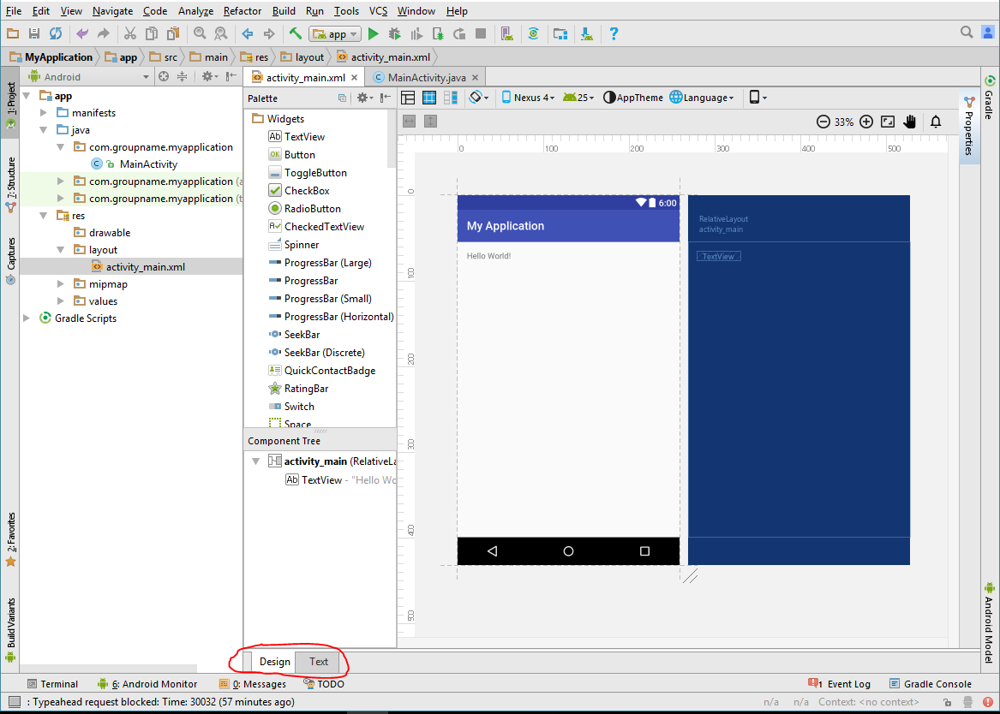 File Edit View Navigate Code Analyze Refactor Build Run Tools VCS Window Help
app
MyApplication app src main res layout activity_main.xml
1: Project
7: Structure
Captures
2: Favorites
Build Variants
Android
app
manifests
java
com.groupname.myapplication
MainActivity
com.groupname.myapplication (a
com.groupname.myapplication (t
res
drawable
layout
activity_main.xml
mipmap
values
Gradle Scripts
activity_main.xml MainActivity.java
Palette
Widgets
Ab TextView
OK Button
ToggleButton
CheckBox
RadioButton
CheckedTextView
Spinner
ProgressBar (Large)
ProgressBar
ProgressBar (Small)
ProgressBar (Horizontal)
SeekBar
SeekBar (Discrete)
QuickContactBadge
RatingBar
Switch
Space
Component Tree
activity_main (RelativeLa
Ab TextView - "Hello Wo
Nexus 4 25 AppTheme Language
33%
0 100 200 300 400 500
0
100
200
300
400
500
6:00
My Application
Hello World!
RelativeLayout
activity_main
TextView
Gradle
Properties
Android Model
Design Text
Terminal 6: Android Monitor 0: Messages TODO 1 Event Log Gradle Console
: Typeahead request blocked: Time: 30032 (57 minutes ago) n/a n/a Context: <no context>